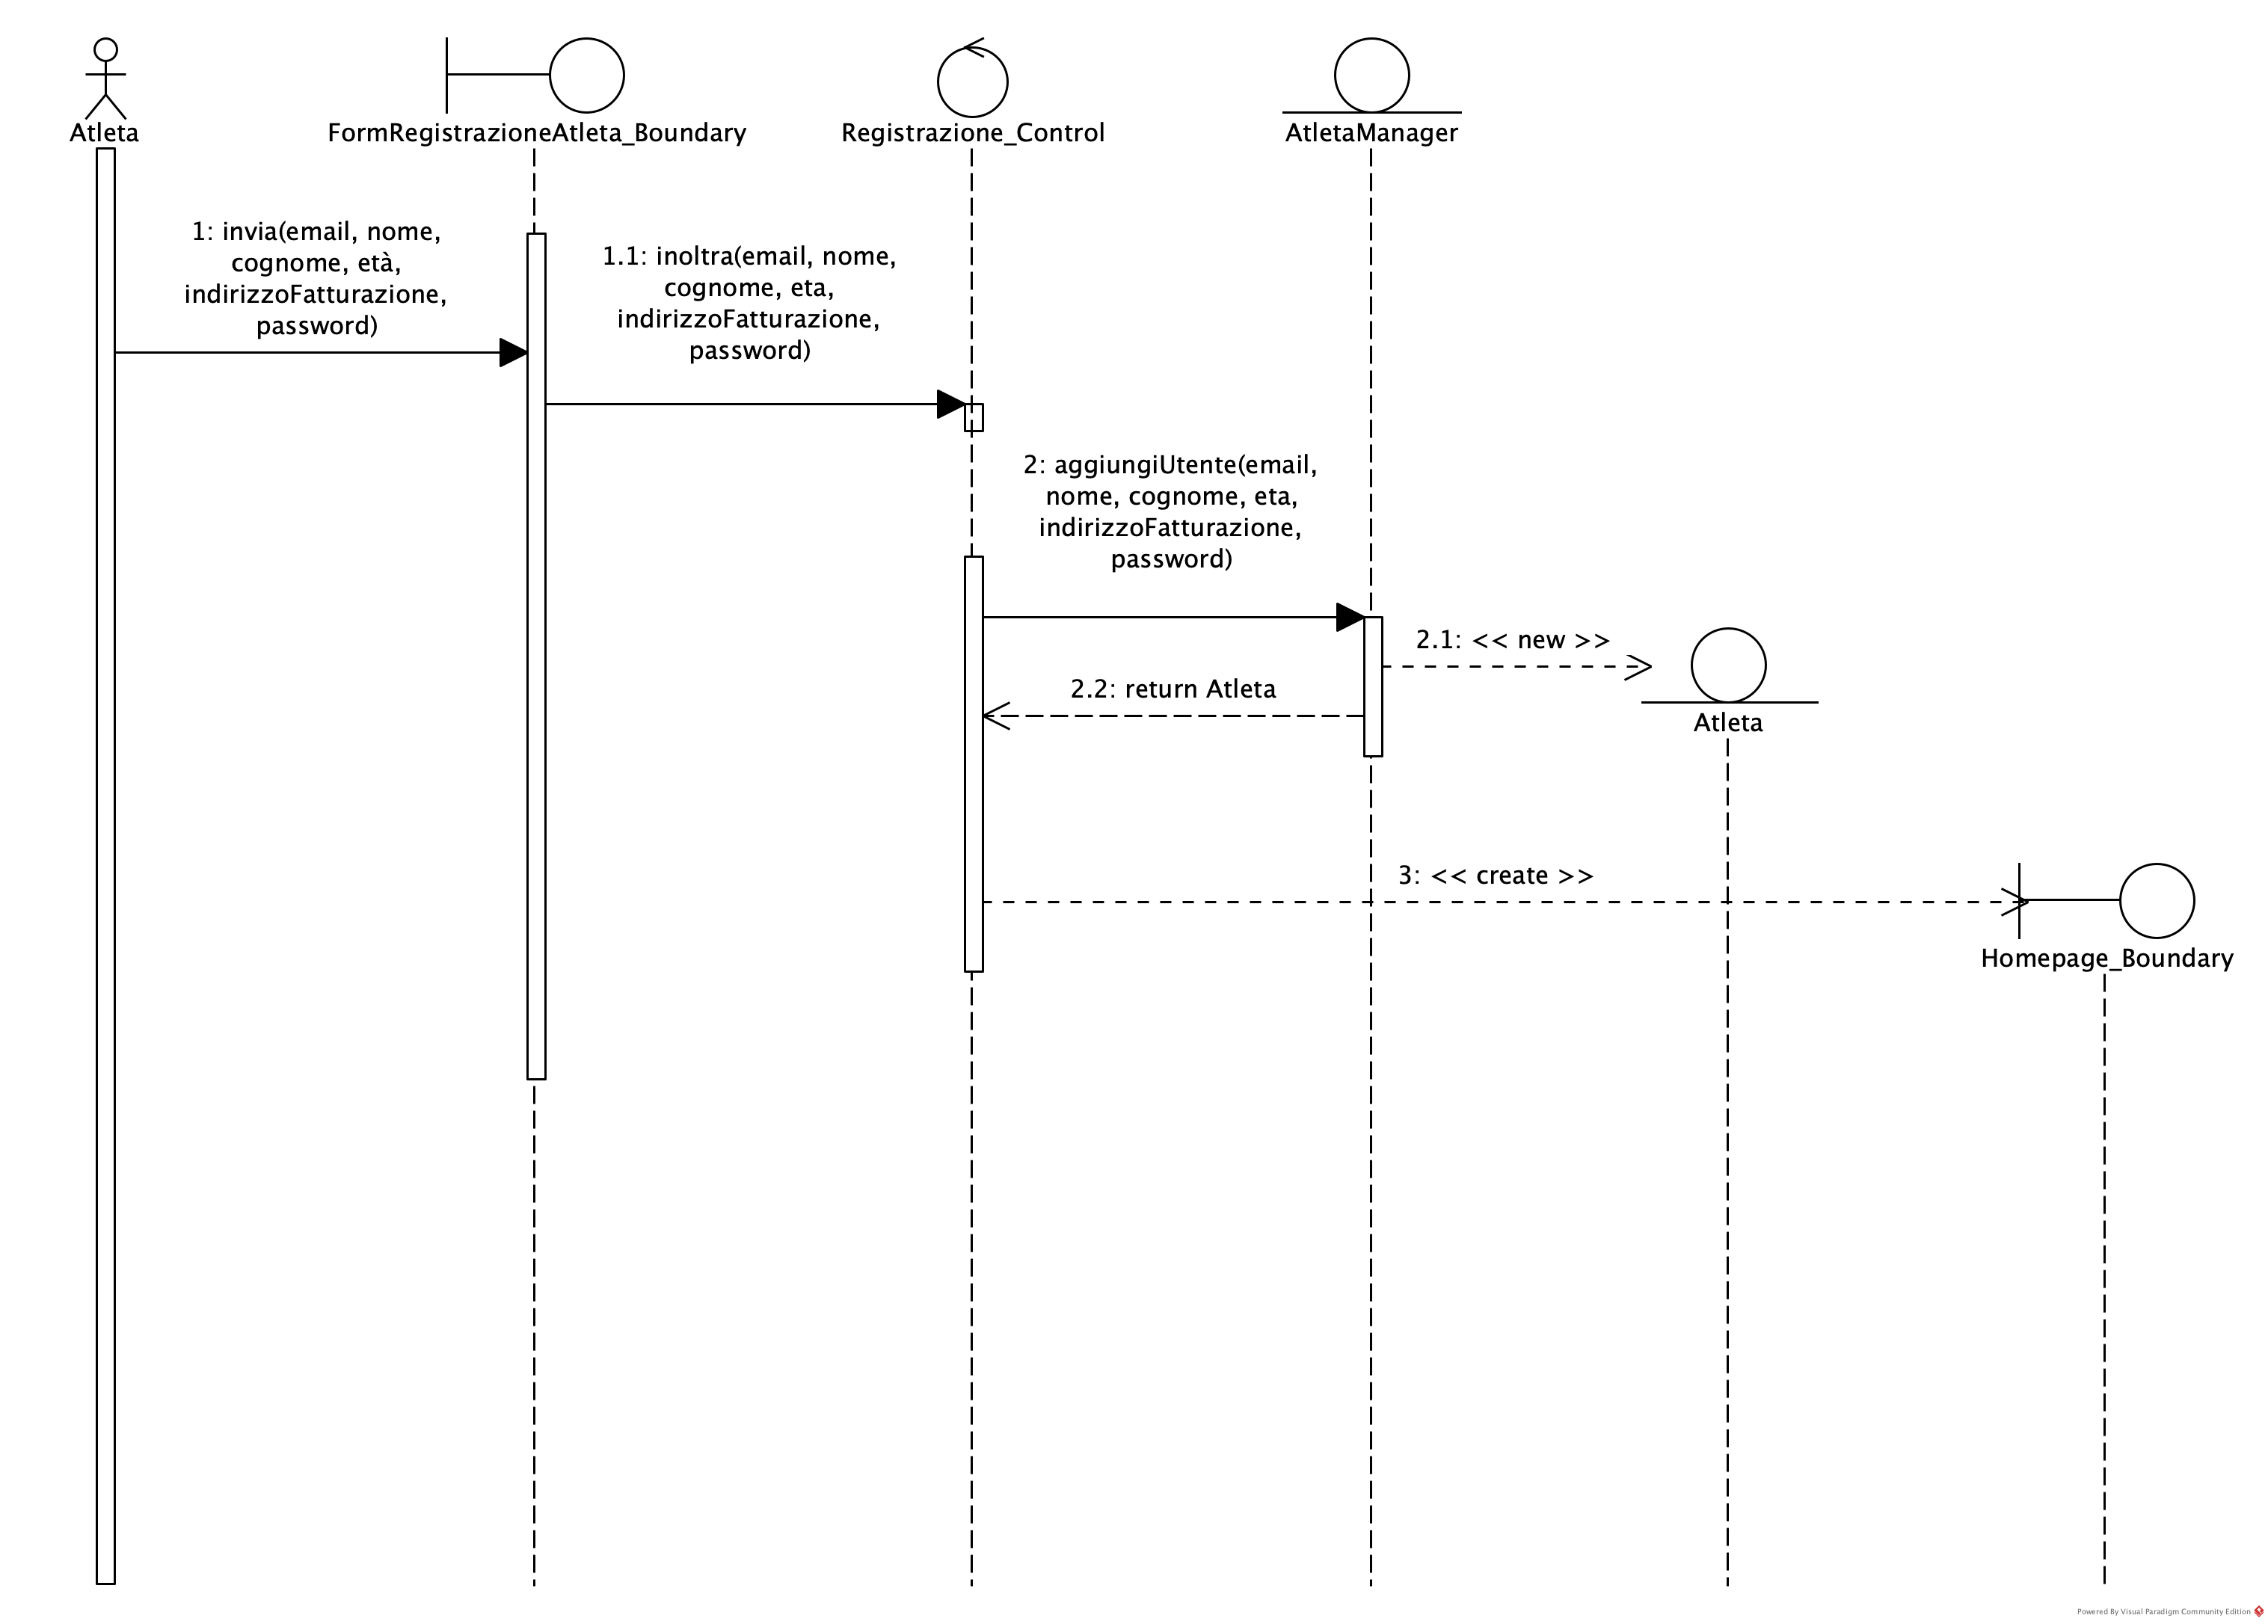 Atleta
FormRegistrazioneAtleta_Boundary
Registrazione_Control
AtletaManager
1: invia(email, nome,
cognome, età,
indirizzoFatturazione,
password)
1.1: inoltra(email, nome,
cognome, eta,
indirizzoFatturazione,
password)
2: aggiungiUtente(email,
nome, cognome, eta,
indirizzoFatturazione,
password)
2.1: << new >>
2.2: return Atleta
Atleta
3: << create >>
Homepage_Boundary
Powered By Visual Paradigm Community Edition